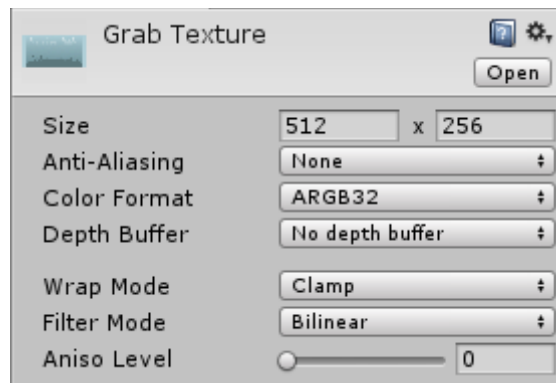 Grab Texture
Open
Size 512 x 256
Anti-Aliasing None
Color Format ARGB32
Depth Buffer No depth buffer
Wrap Mode Clamp
Filter Mode Bilinear
Aniso Level 0